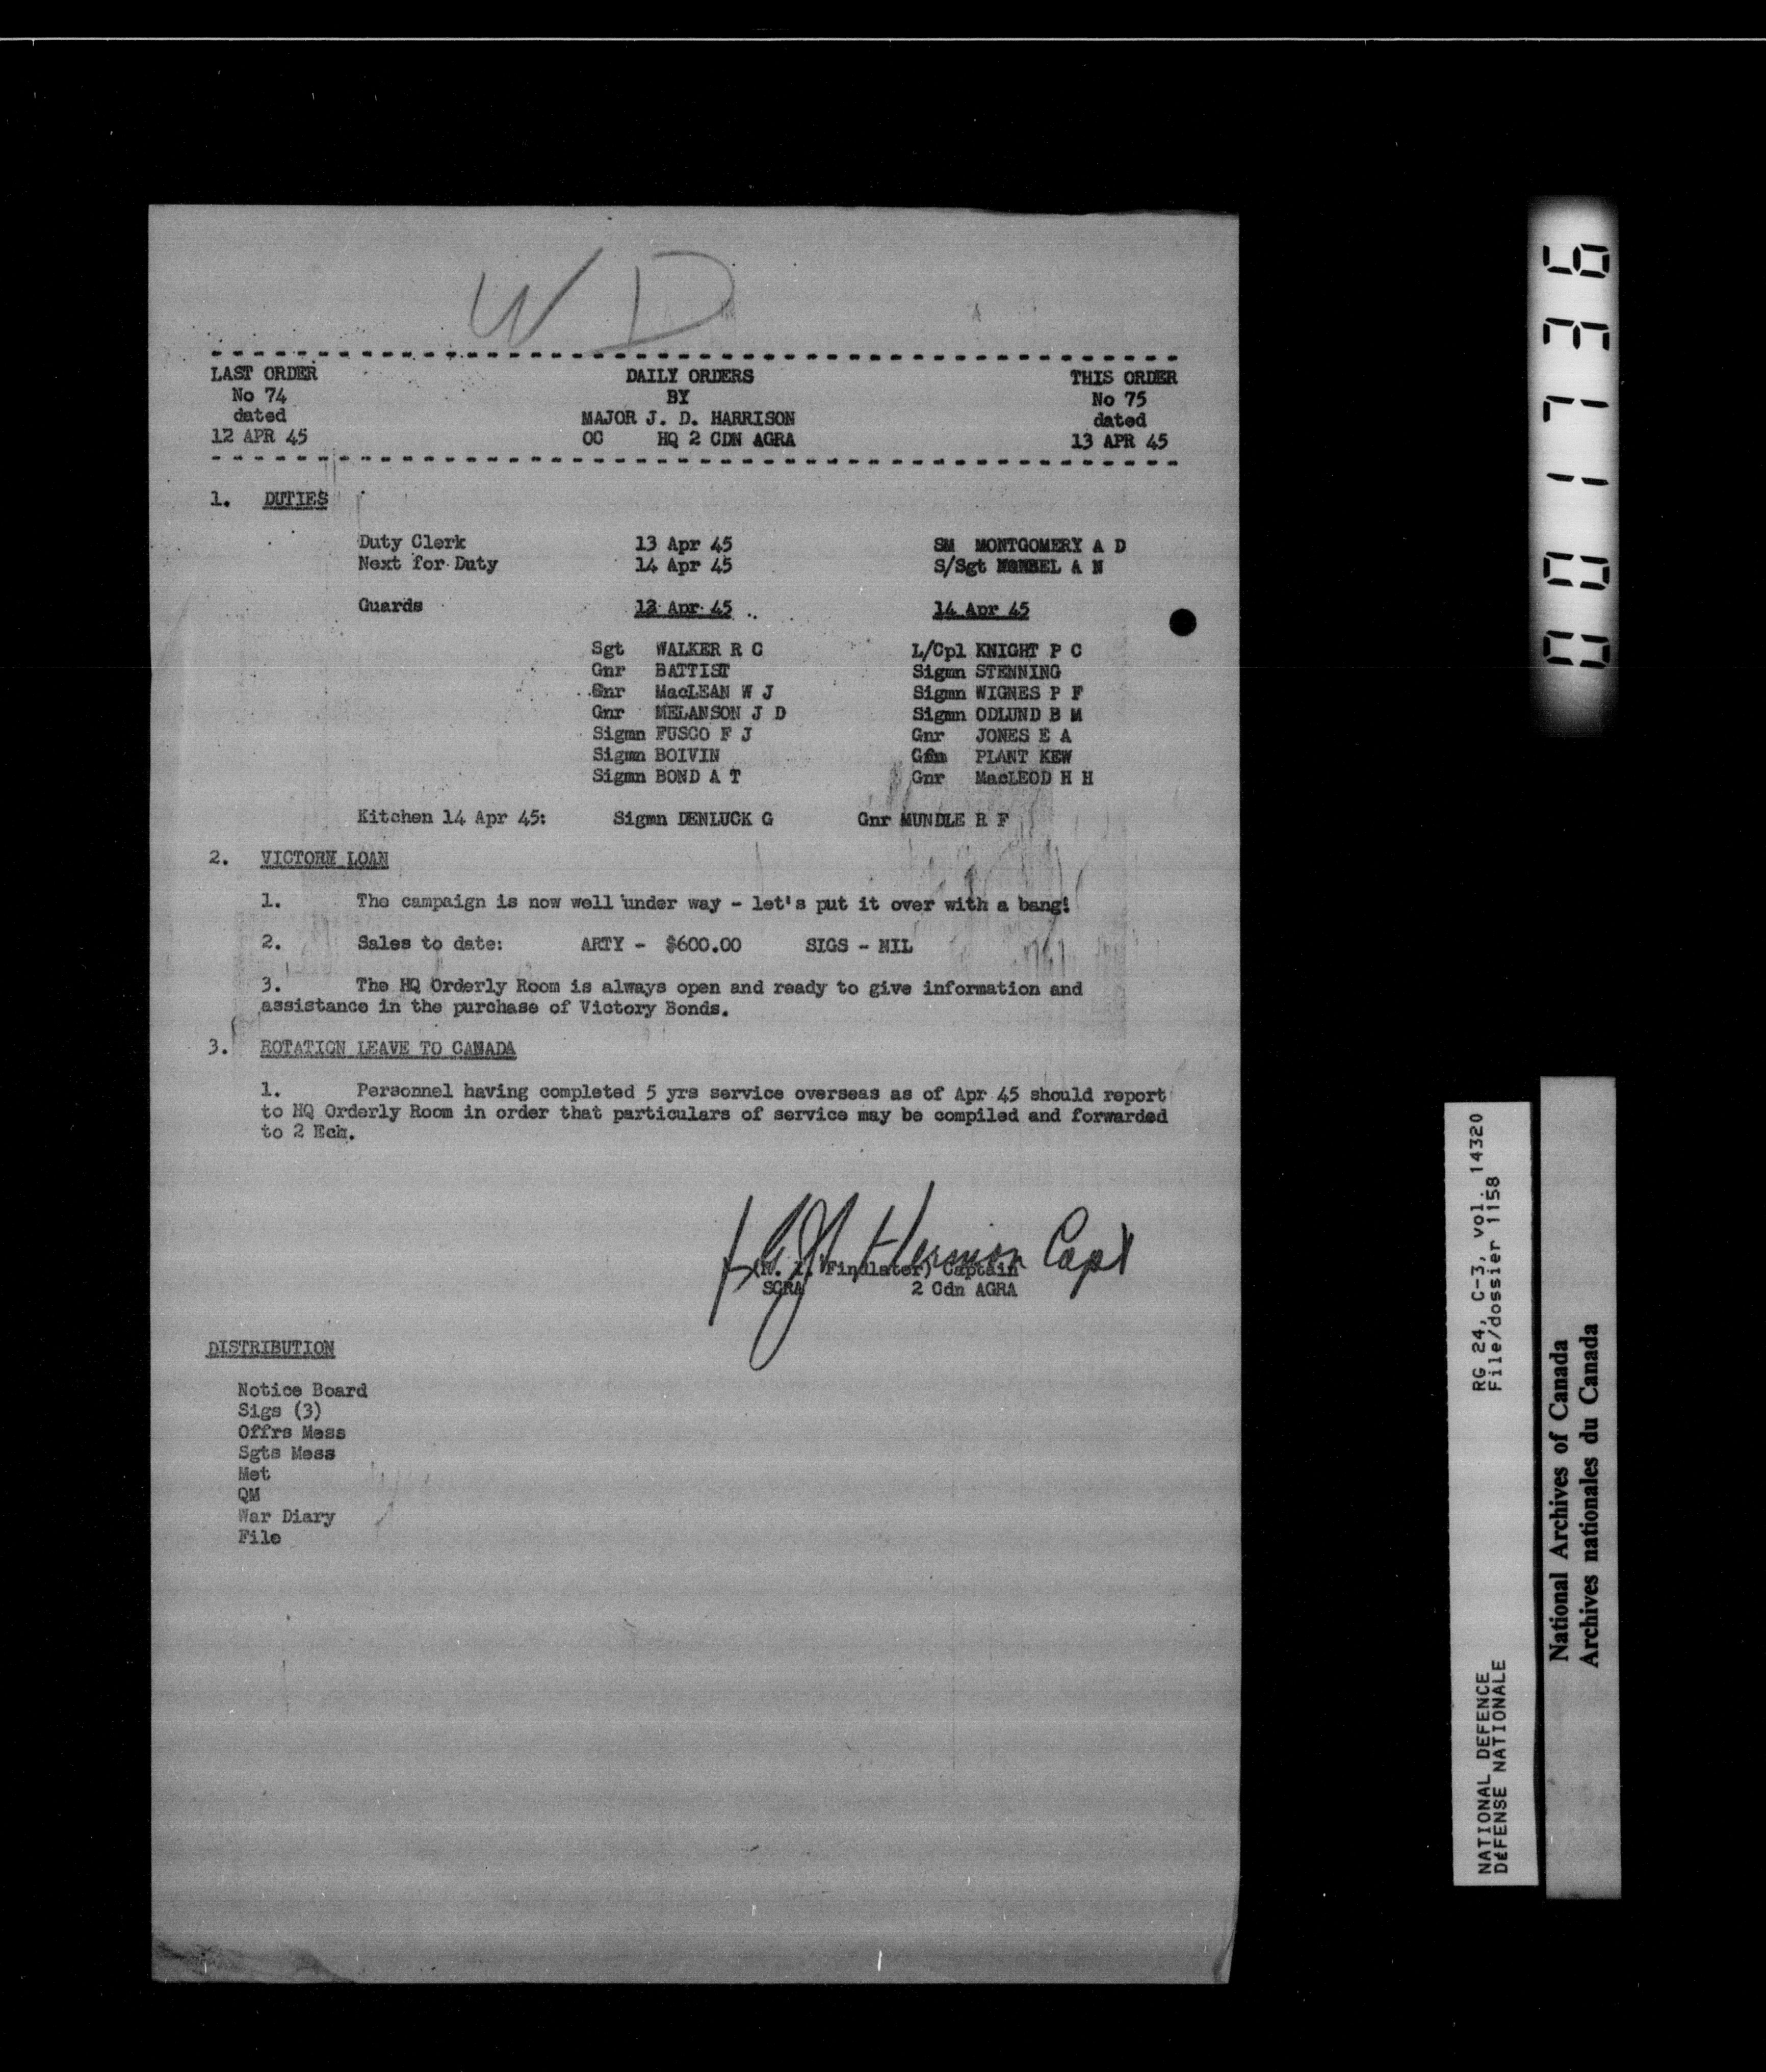 W D
LAST ORDER DAILY ORDERS THIS ORDER
No 74 BY No 75
dated MAJOR J. D. HARRISON dated
12 APR 45 OC HQ 2 CDN AGRA 13 APR 45
1. DUTIES
Duty Clerk 13 Apr 45 SM MONTGOMERY A D
Next for Duty 14 Apr 45 S/Sgt A N
Guards 13 Apr 45 14 Apr 45
Sgt WALKER R C L/Cpl KNIGHT P C
Gnr BATTIST Sigmn STENNING
Gnr MacLEAN W J Sigmn WIGNES P F
Gnr MELANSON J D Sigmn ODLUND B M
Sigmn FUSCO F J Gnr JONES E A
Sigmn BOIVIN PLANT KEW
Sigmn BOND A T Gnr MacLEOD H H
Kitchen 14 Apr 45: Sigmn DENLUCK G Gnr MUNDLE R F
2. VICTORY LOAN
1. The campaign is now well under way - let's put it over with a bang!
2. Sales to date: ARTY - $600.00 SIGS - NIL
3. The HQ Orderly Room is always open and ready to give information and
assistance in the purchase of Victory Bonds.
3. ROTATION LEAVE TO CANADA
1. Personnel having completed 5 yrs service overseas as of Apr 45 should report
to HQ Orderly Room in order that particulars of service may be compiled and forwarded
to 2 Ech.
Capt
Findlater) Captain
SCRA 2 Cdn AGRA
DISTRIBUTION
Notice Board
Sigs (3)
Offrs Mess
Sgts Mess
Met
QM
War Diary
File
001736
RG 24, C-3, vol. 14320
File/dossier 1158
NATIONAL DEFENCE
DÉFENSE NATIONALE
National Archives of Canada
Archives nationales du Canada